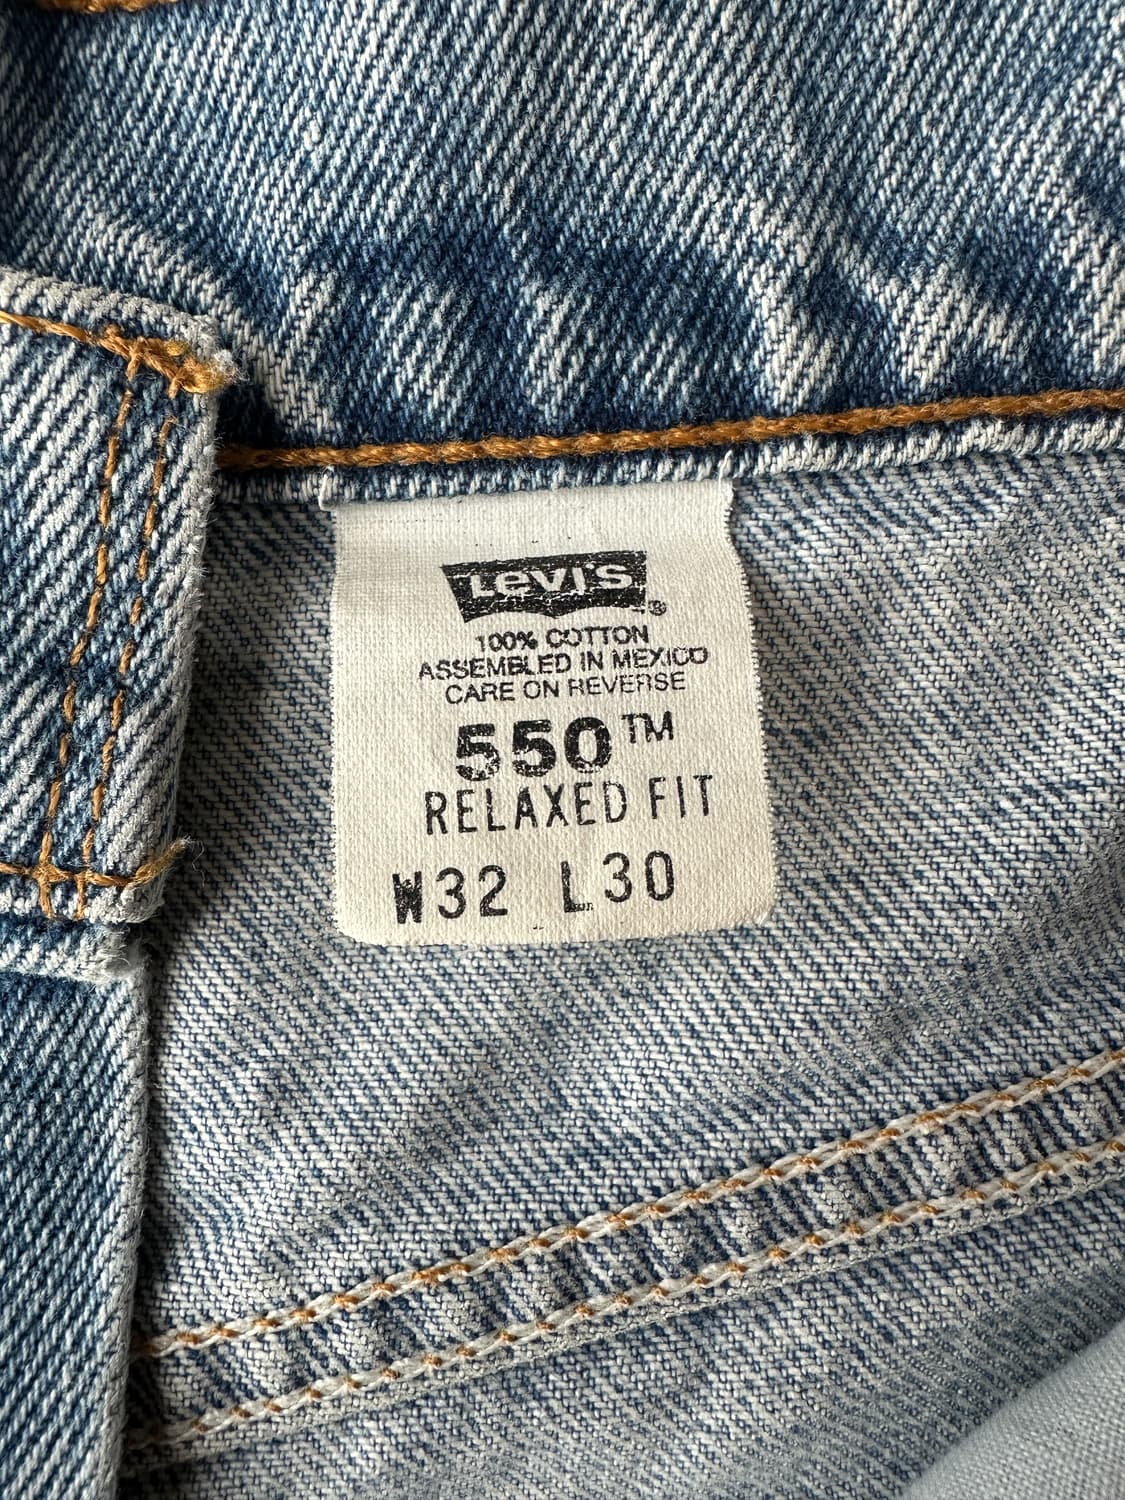 Levi's®
100% COTTON
ASSEMBLED IN MEXICO
CARE ON REVERSE
550™
RELAXED FIT
W32 L30